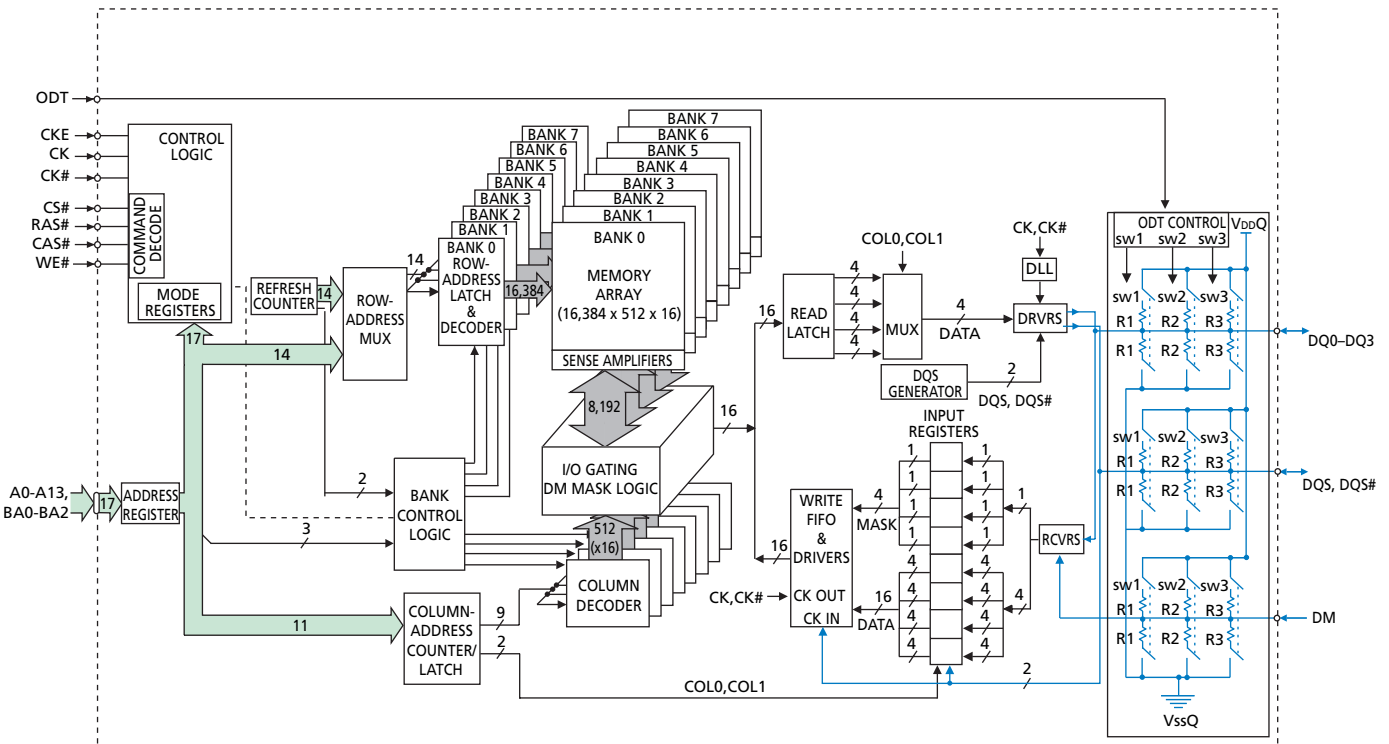 ODT
CKE
CK
CK#
CS#
RAS#
CAS#
WE#
CONTROL
LOGIC
COMMAND
DECODE
MODE
REGISTERS
17
A0-A13,
BA0-BA2
17
ADDRESS
REGISTER
REFRESH
COUNTER
14
14
ROW-
ADDRESS
MUX
2
3
11
14
BANK 7
BANK 6
BANK 5
BANK 4
BANK 3
BANK 2
BANK 1
BANK 0
ROW-
ADDRESS
LATCH
&
DECODER
16,384
BANK 7
BANK 6
BANK 5
BANK 4
BANK 3
BANK 2
BANK 1
BANK 0
MEMORY
ARRAY
(16,384 x 512 x 16)
SENSE AMPLIFIERS
8,192
I/O GATING
DM MASK LOGIC
16
512
(x16)
COLUMN
DECODER
BANK
CONTROL
LOGIC
COLUMN-
ADDRESS
COUNTER/
LATCH
9
2
COL0,COL1
16
READ
LATCH
4
4
4
4
COL0,COL1
MUX
4
DATA
CK,CK#
DLL
DRVRS
DQS
GENERATOR
2
DQS, DQS#
INPUT
REGISTERS
16
WRITE
FIFO
&
DRIVERS
CK OUT
CK IN
CK,CK#
4
MASK
16
DATA
1
1
1
1
4
4
4
4
1
1
1
1
4
4
4
4
1
4
RCVRS
2
ODT CONTROL
sw1 sw2 sw3
VDDQ
sw1 sw2 sw3
R1 R2 R3
R1 R2 R3
sw1 sw2 sw3
R1 R2 R3
R1 R2 R3
sw1 sw2 sw3
R1 R2 R3
R1 R2 R3
VssQ
DQ0–DQ3
DQS, DQS#
DM